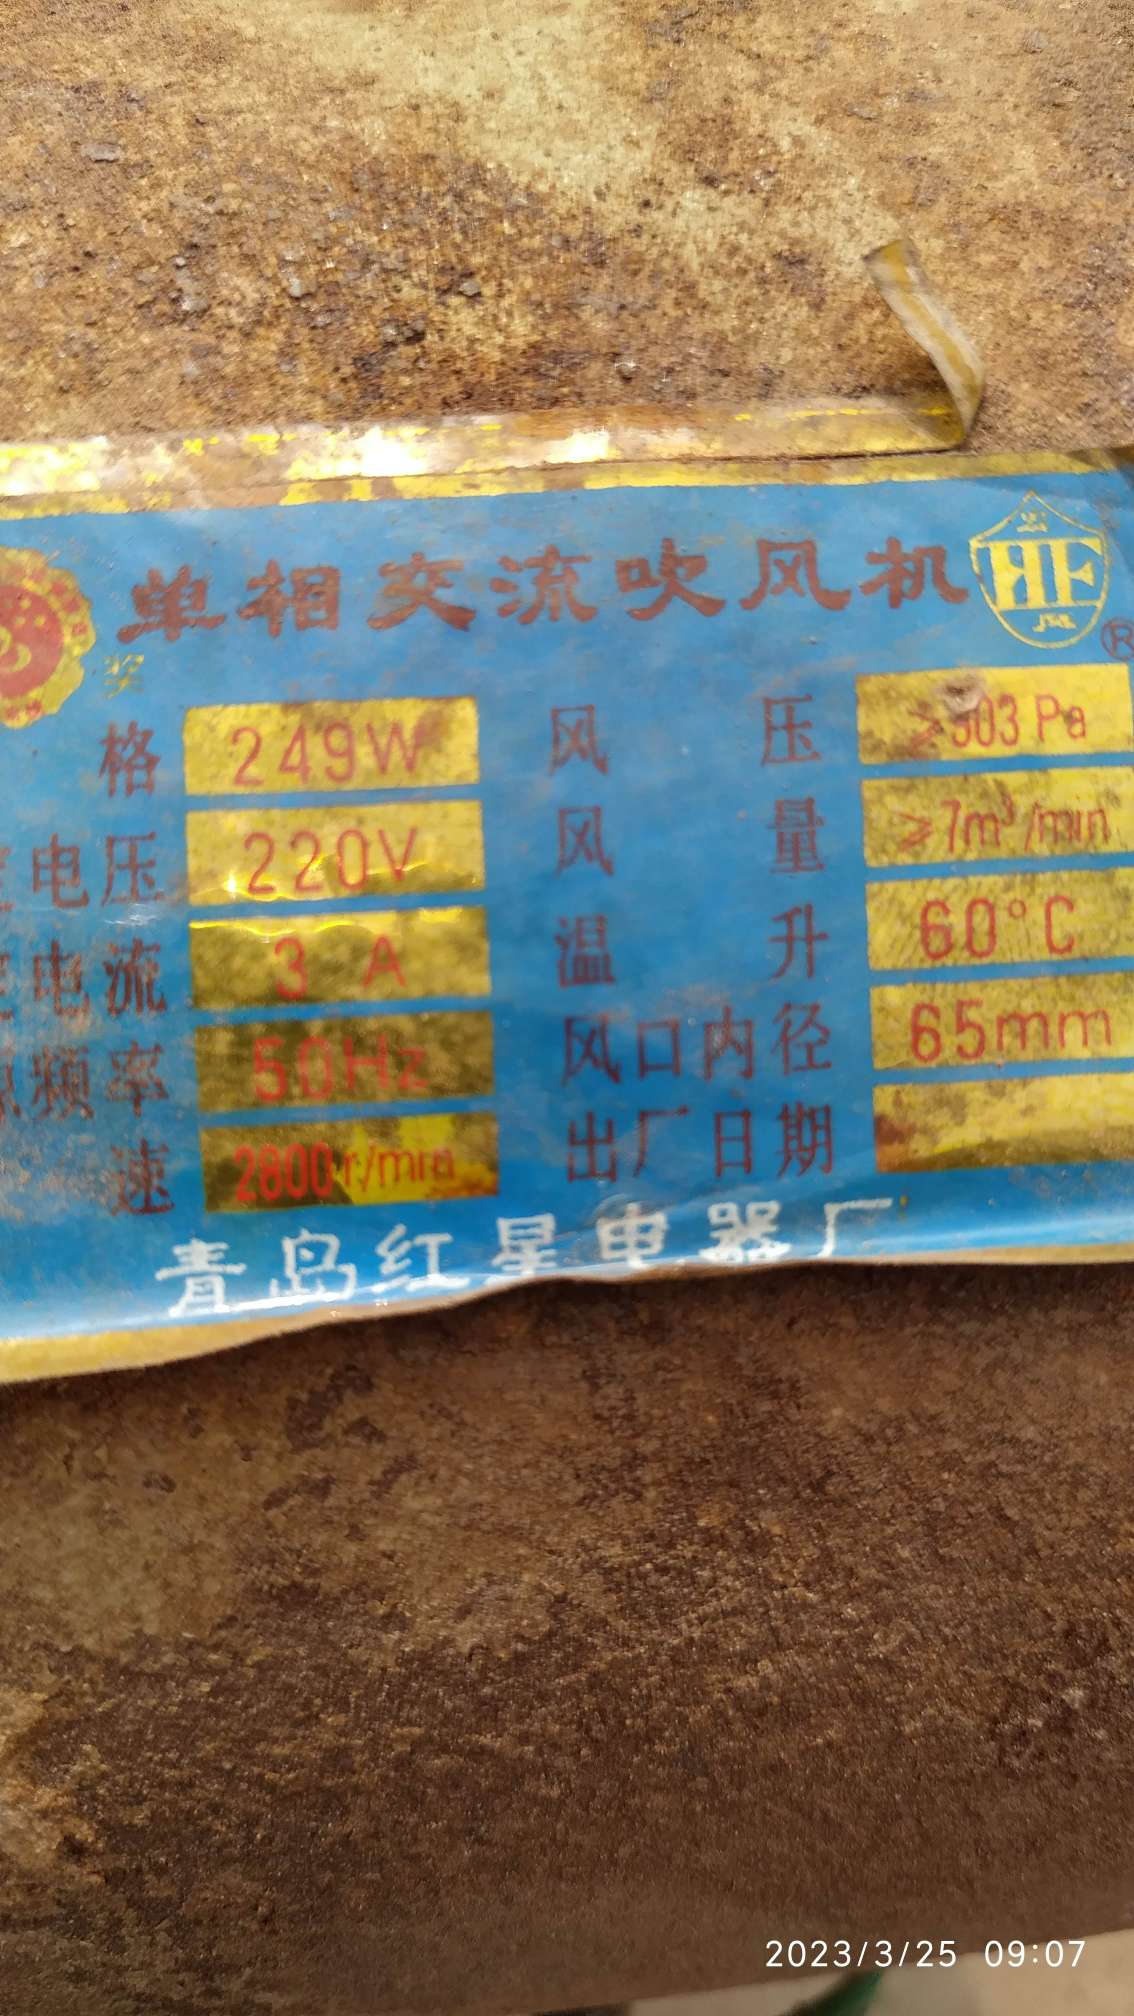 单相交流吹风机
HF
®
奖
格 249W 风压 ≥903Pa
电压 220V 风量 ≥7m³/min
电流 3 A 温升 60°C
频率 50Hz 风口内径 65mm
速 2800r/min 出厂日期
青岛红星电器厂
2023/3/25 09:07